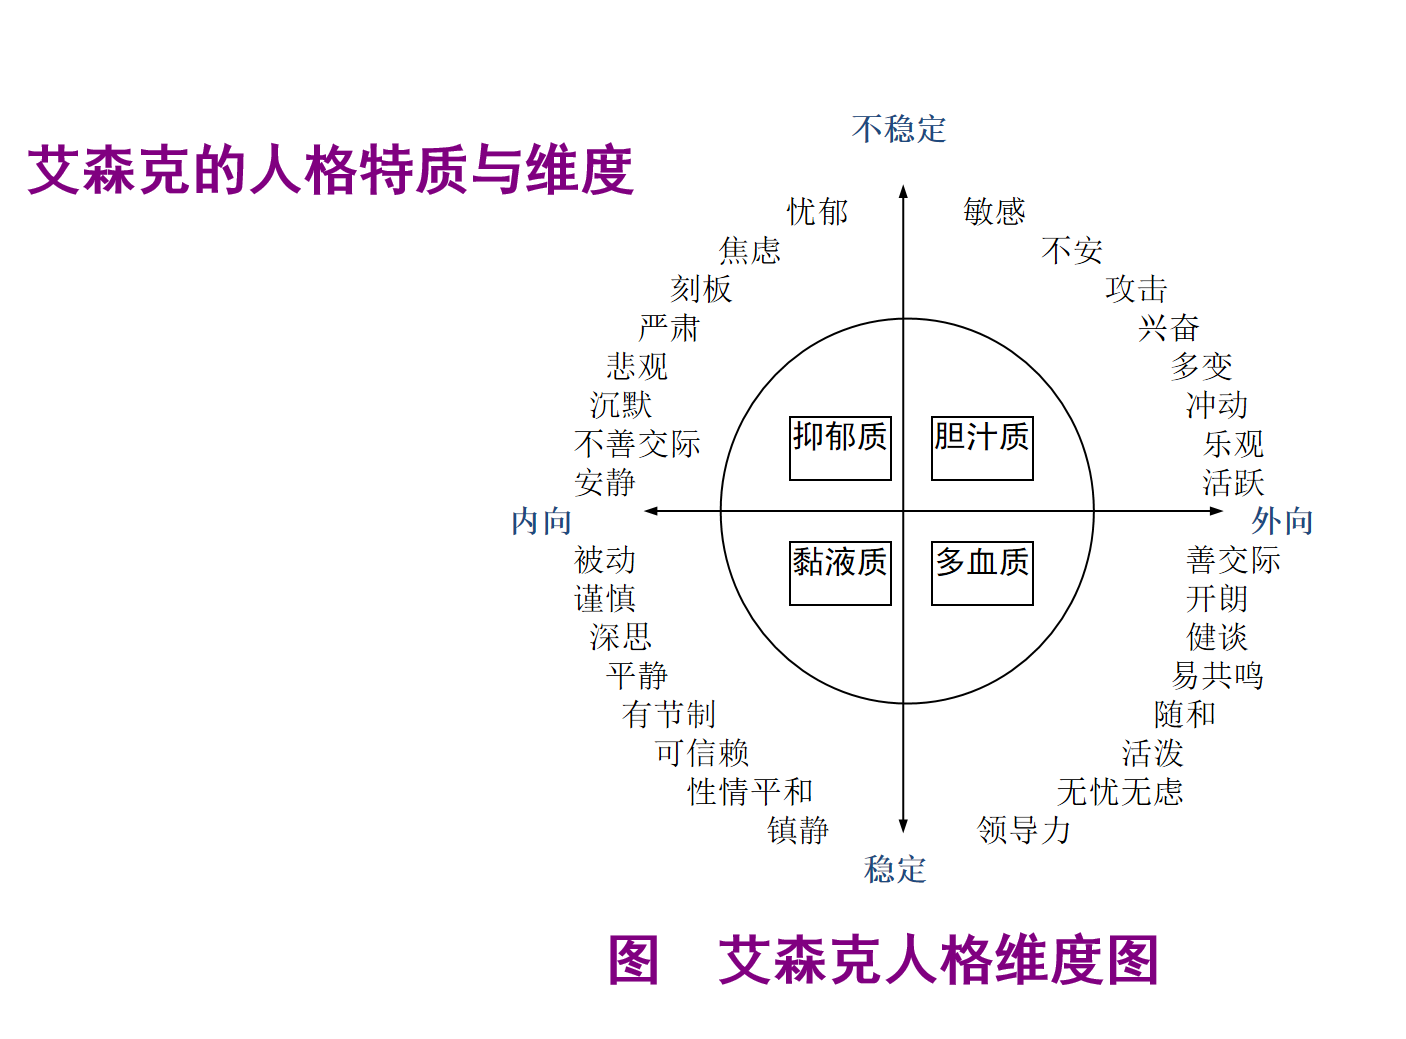 艾森克的人格特质与维度
不稳定
忧郁 敏感
焦虑 不安
刻板 攻击
严肃 兴奋
悲观 多变
沉默 冲动
不善交际 乐观
安静 活跃
抑郁质 胆汁质
内向 外向
黏液质 多血质
被动 善交际
谨慎 开朗
深思 健谈
平静 易共鸣
有节制 随和
可信赖 活泼
性情平和 无忧无虑
镇静 领导力
稳定
图 艾森克人格维度图